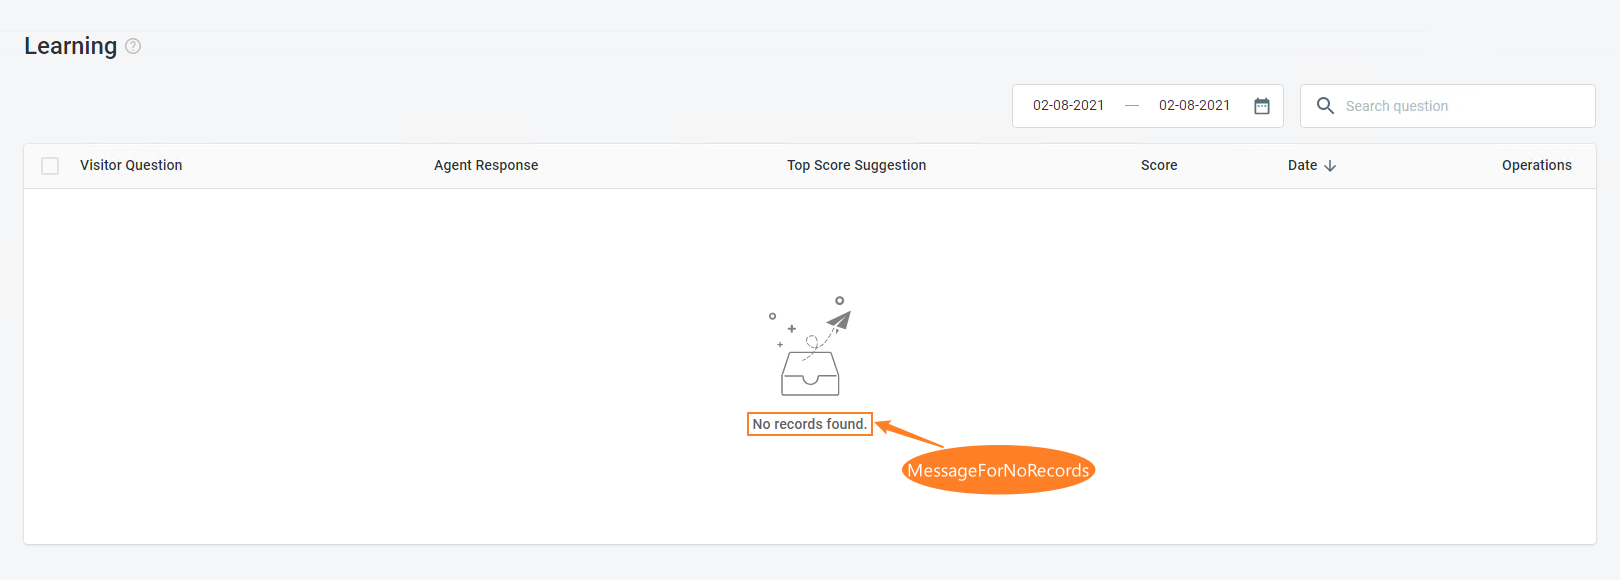 Learning
02-08-2021 — 02-08-2021 Search question
Visitor Question Agent Response Top Score Suggestion Score Date Operations
No records found.
MessageForNoRecords